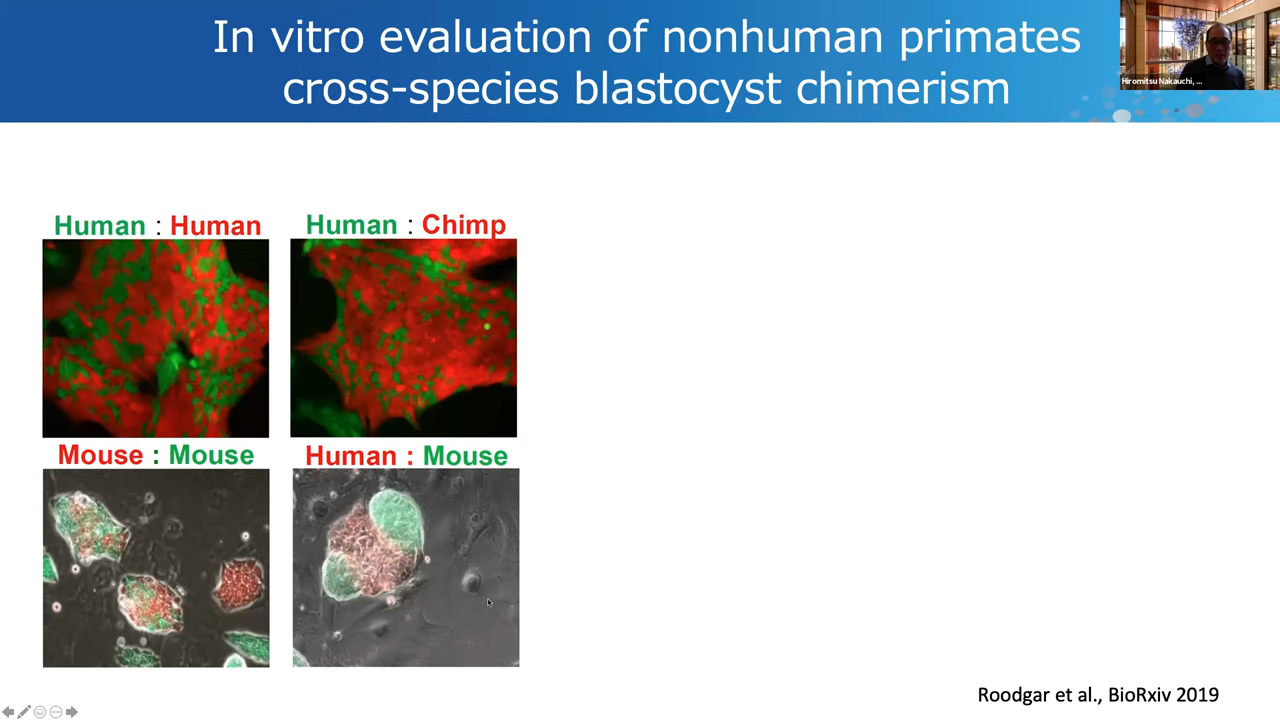 In vitro evaluation of nonhuman primates
cross-species blastocyst chimerism
Hiromitsu Nakauchi, ...
Human : Human
Human : Chimp
Mouse : Mouse
Human : Mouse
Roodgar et al., BioRxiv 2019